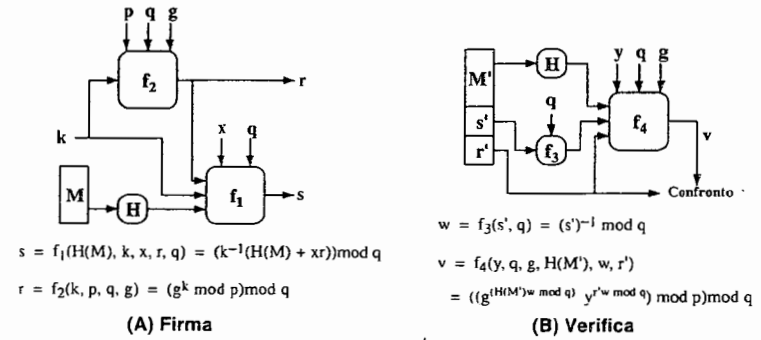 p q g
f₂
r
k
x q
M
H
f₁
s
s = f₁(H(M), k, x, r, q) = (k⁻¹(H(M) + xr))mod q
r = f₂(k, p, q, g) = (gᵏ mod p)mod q
(A) Firma
M'
H
y q g
q
s'
f₃
f₄
v
r'
Confronto
w = f₃(s', q) = (s')⁻¹ mod q
v = f₄(y, q, g, H(M'), w, r')
= ((g^(H(M')w mod q) y^r'w mod q) mod p)mod q
(B) Verifica